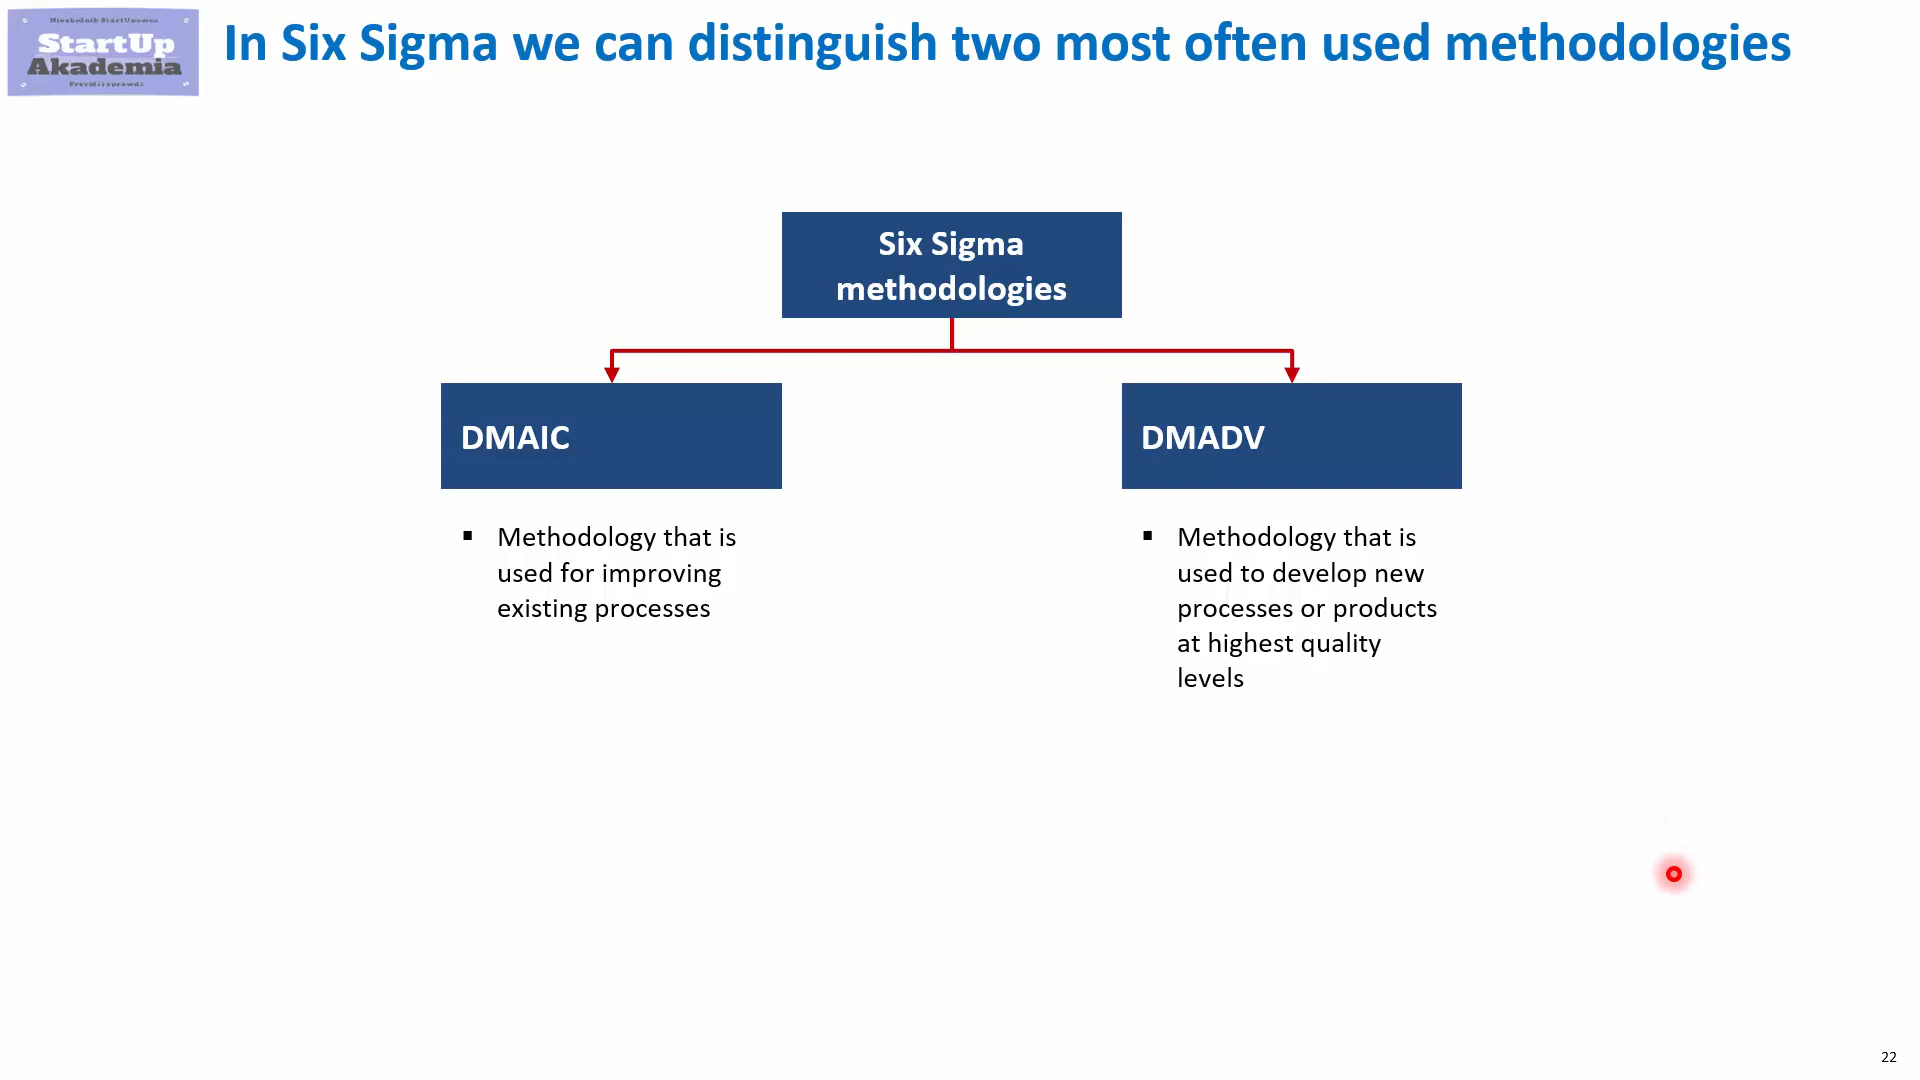 StartUp
Akademia
In Six Sigma we can distinguish two most often used methodologies
Six Sigma
methodologies
DMAIC
DMADV
▪ Methodology that is
used for improving
existing processes
▪ Methodology that is
used to develop new
processes or products
at highest quality
levels
22